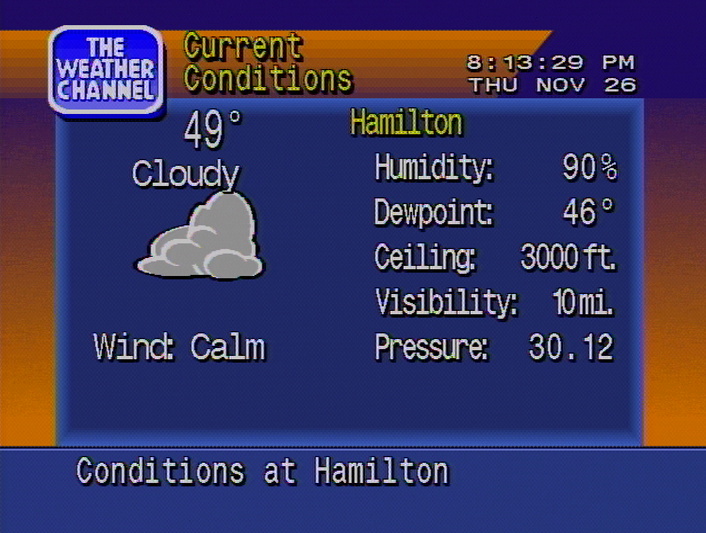 THE
WEATHER
CHANNEL
Current
Conditions
8:13:29 PM
THU NOV 26
49°
Cloudy
Wind: Calm
Hamilton
Humidity: 90%
Dewpoint: 46°
Ceiling: 3000 ft.
Visibility: 10 mi.
Pressure: 30.12
Conditions at Hamilton